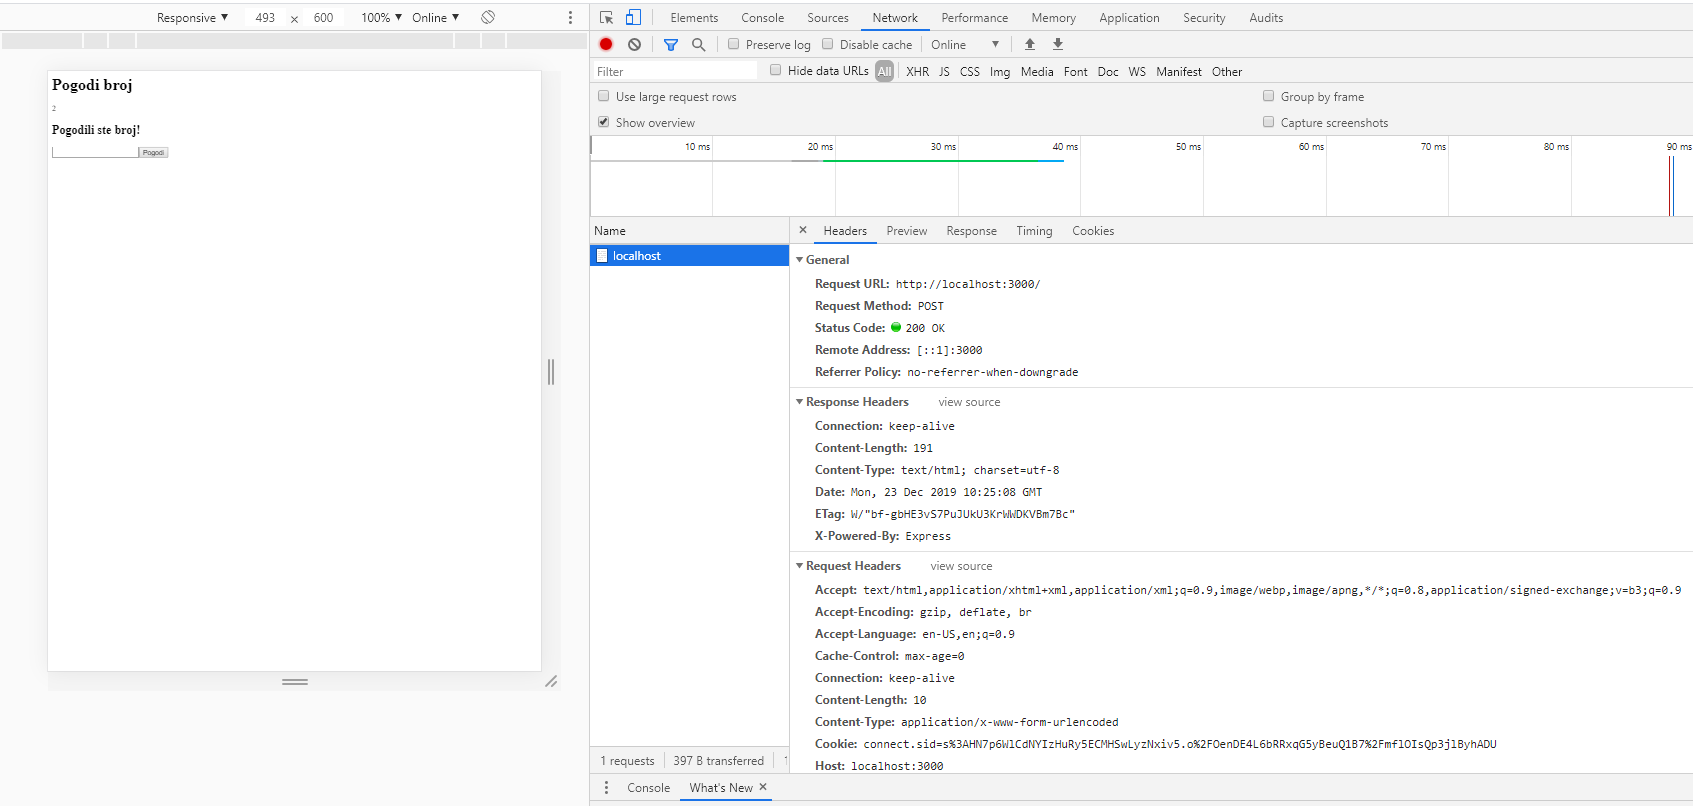 Responsive ▼ 493 × 600 100% ▼ Online ▼
Elements Console Sources Network Performance Memory Application Security Audits
Preserve log Disable cache Online ▼
Filter Hide data URLs All XHR JS CSS Img Media Font Doc WS Manifest Other
Use large request rows Group by frame
Show overview Capture screenshots
10 ms 20 ms 30 ms 40 ms 50 ms 60 ms 70 ms 80 ms 90 ms
Pogodi broj
2
Pogodili ste broj!
Pogodi
Name
localhost
1 requests 397 B transferred 1
× Headers Preview Response Timing Cookies
General
Request URL: http://localhost:3000/
Request Method: POST
Status Code: 200 OK
Remote Address: [::1]:3000
Referrer Policy: no-referrer-when-downgrade
Response Headers view source
Connection: keep-alive
Content-Length: 191
Content-Type: text/html; charset=utf-8
Date: Mon, 23 Dec 2019 10:25:08 GMT
ETag: W/"bf-gbHE3vS7PuJUkU3KrWWDKVBm7Bc"
X-Powered-By: Express
Request Headers view source
Accept: text/html,application/xhtml+xml,application/xml;q=0.9,image/webp,image/apng,*/*;q=0.8,application/signed-exchange;v=b3;q=0.9
Accept-Encoding: gzip, deflate, br
Accept-Language: en-US,en;q=0.9
Cache-Control: max-age=0
Connection: keep-alive
Content-Length: 10
Content-Type: application/x-www-form-urlencoded
Cookie: connect.sid=s%3AHN7p6WlCdNYIzHuRy5ECMHSwLyzNxiv5.o%2FOenDE4L6bRRxqG5yBeuQ1B7%2FmflOIsQp3jlByhADU
Host: localhost:3000
Console What's New ×